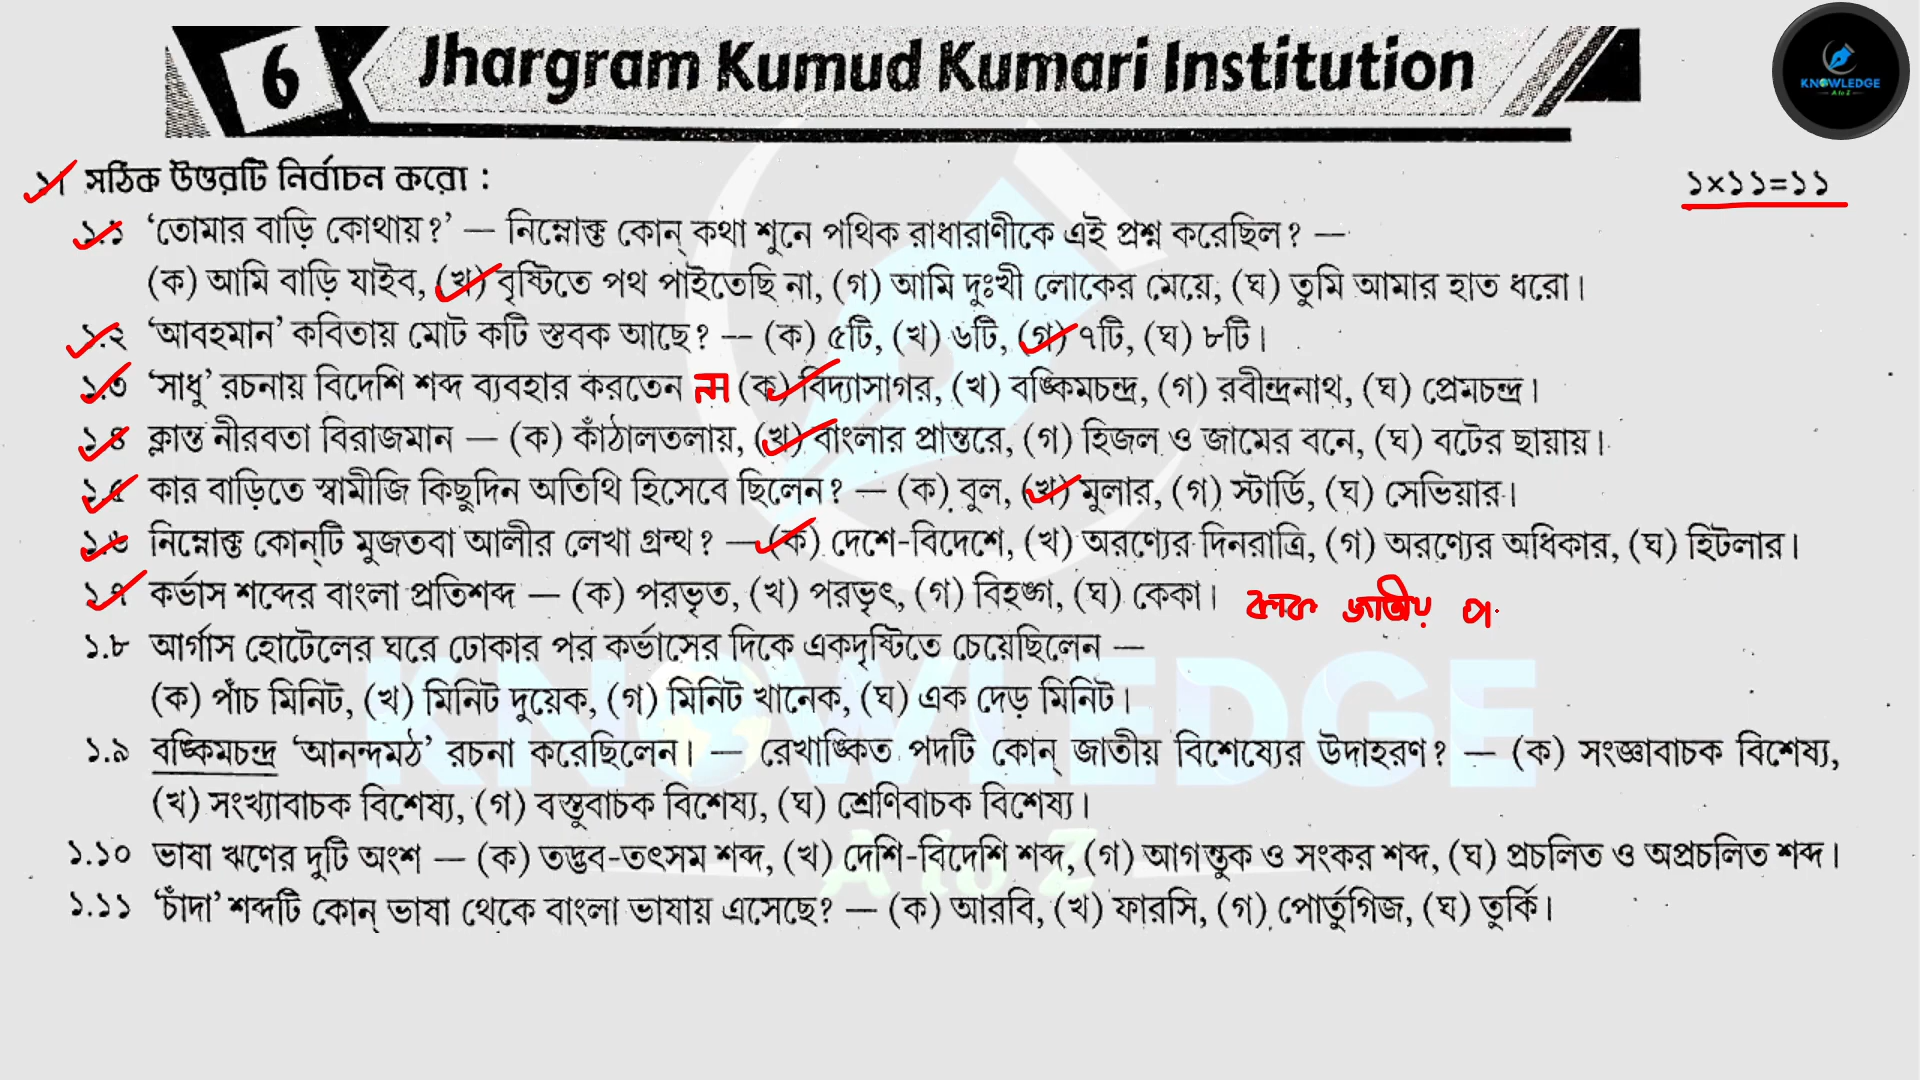 6 Jhargram Kumud Kumari Institution
KNOWLEDGE
A to Z
১। সঠিক উত্তরটি নির্বাচন করো : ১×১১=১১
১.১ ‘তোমার বাড়ি কোথায়?’ — নিম্নোক্ত কোন্ কথা শুনে পথিক রাধারাণীকে এই প্রশ্ন করেছিল? —
(ক) আমি বাড়ি যাইব, (খ) বৃষ্টিতে পথ পাইতেছি না, (গ) আমি দুঃখী লোকের মেয়ে, (ঘ) তুমি আমার হাত ধরো।
১.২ ‘আবহমান’ কবিতায় মোট কটি স্তবক আছে? — (ক) ৫টি, (খ) ৬টি, (গ) ৭টি, (ঘ) ৮টি।
১.৩ ‘সাধু’ রচনায় বিদেশি শব্দ ব্যবহার করতেন না (ক) বিদ্যাসাগর, (খ) বঙ্কিমচন্দ্র, (গ) রবীন্দ্রনাথ, (ঘ) প্রেমচন্দ্র।
১.৪ ক্লান্ত নীরবতা বিরাজমান — (ক) কাঁঠালতলায়, (খ) বাংলার প্রান্তরে, (গ) হিজল ও জামের বনে, (ঘ) বটের ছায়ায়।
১.৫ কার বাড়িতে স্বামীজি কিছুদিন অতিথি হিসেবে ছিলেন? — (ক) বুল, (খ) মুলার, (গ) স্টার্ডি, (ঘ) সেভিয়ার।
১.৬ নিম্নোক্ত কোন্‌টি মুজতবা আলীর লেখা গ্রন্থ? — (ক) দেশে-বিদেশে, (খ) অরণ্যের দিনরাত্রি, (গ) অরণ্যের অধিকার, (ঘ) হিটলার।
১.৭ কর্ভাস শব্দের বাংলা প্রতিশব্দ — (ক) পরভৃত, (খ) পরভৃৎ, (গ) বিহঙ্গ, (ঘ) কেকা। কাক জাতীয় প
১.৮ আর্গাস হোটেলের ঘরে ঢোকার পর কর্ভাসের দিকে একদৃষ্টিতে চেয়েছিলেন —
(ক) পাঁচ মিনিট, (খ) মিনিট দুয়েক, (গ) মিনিট খানেক, (ঘ) এক দেড় মিনিট।
১.৯ বঙ্কিমচন্দ্র ‘আনন্দমঠ’ রচনা করেছিলেন। — রেখাঙ্কিত পদটি কোন্ জাতীয় বিশেষ্যের উদাহরণ? — (ক) সংজ্ঞাবাচক বিশেষ্য,
(খ) সংখ্যাবাচক বিশেষ্য, (গ) বস্তুবাচক বিশেষ্য, (ঘ) শ্রেণিবাচক বিশেষ্য।
১.১০ ভাষা ঋণের দুটি অংশ — (ক) তদ্ভব-তৎসম শব্দ, (খ) দেশি-বিদেশি শব্দ, (গ) আগন্তুক ও সংকর শব্দ, (ঘ) প্রচলিত ও অপ্রচলিত শব্দ।
১.১১ ‘চাঁদা’ শব্দটি কোন্ ভাষা থেকে বাংলা ভাষায় এসেছে? — (ক) আরবি, (খ) ফারসি, (গ) পোর্তুগিজ, (ঘ) তুর্কি।
KNOWLEDGE
A to Z